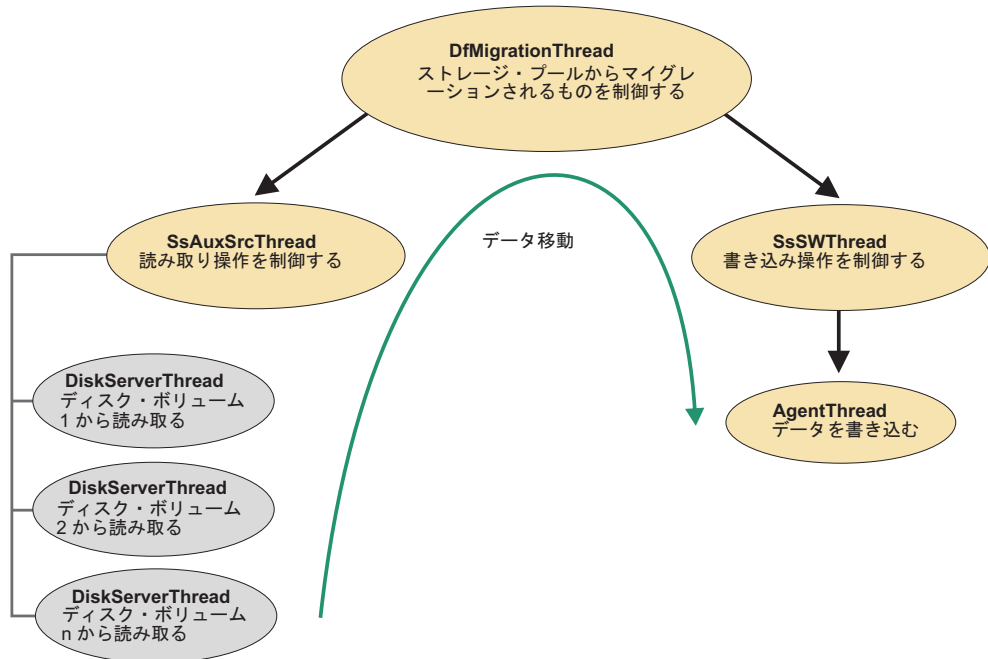 DfMigrationThread
ストレージ・プールからマイグレ
ーションされるものを制御する
SsAuxSrcThread
読み取り操作を制御する
データ移動
SsSWThread
書き込み操作を制御する
DiskServerThread
ディスク・ボリューム
1 から読み取る
AgentThread
データを書き込む
DiskServerThread
ディスク・ボリューム
2 から読み取る
DiskServerThread
ディスク・ボリューム
n から読み取る